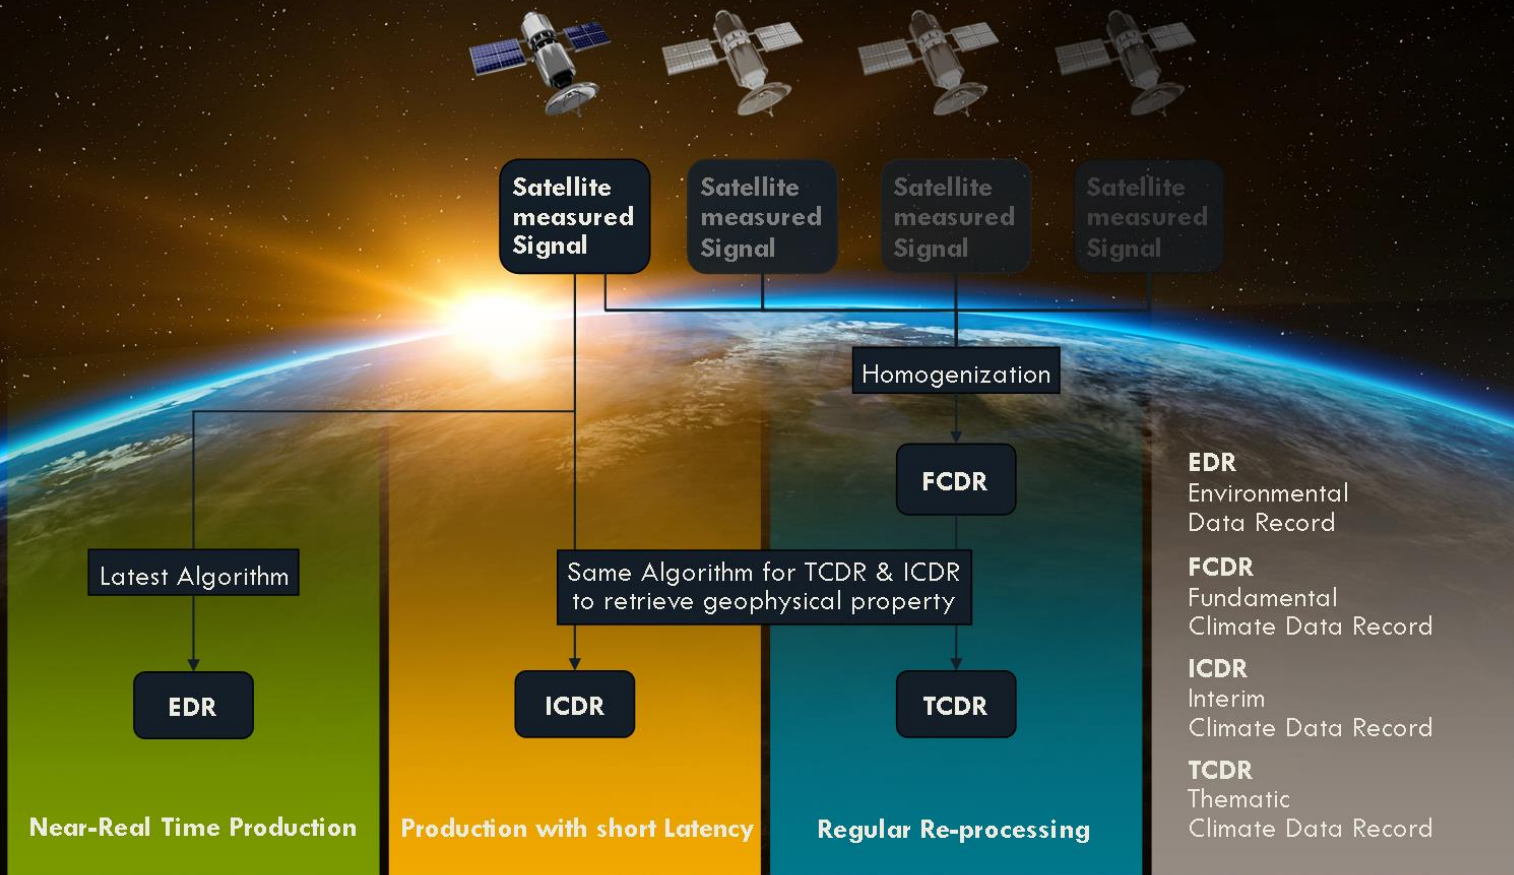 Satellite
measured
Signal
Satellite
measured
Signal
Satellite
measured
Signal
Satellite
measured
Signal
Homogenization
FCDR
Latest Algorithm
Same Algorithm for TCDR & ICDR
to retrieve geophysical property
EDR
ICDR
TCDR
Near-Real Time Production
Production with short Latency
Regular Re-processing
EDR
Environmental
Data Record
FCDR
Fundamental
Climate Data Record
ICDR
Interim
Climate Data Record
TCDR
Thematic
Climate Data Record